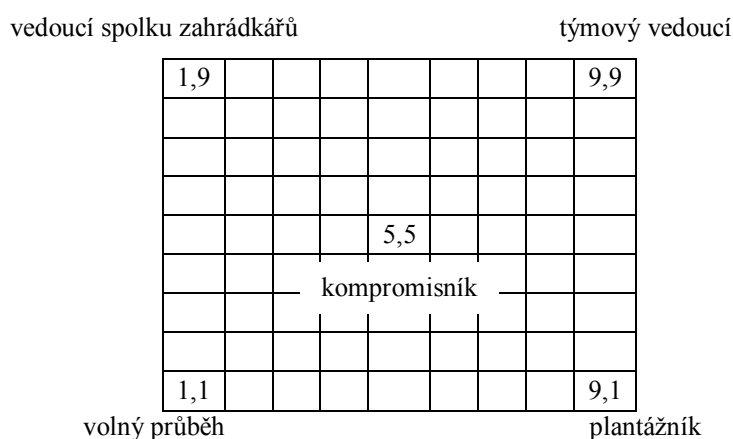 vedoucí spolku zahrádkářů týmový vedoucí
1,9 9,9
5,5
kompromisník
1,1 9,1
volný průběh plantážník